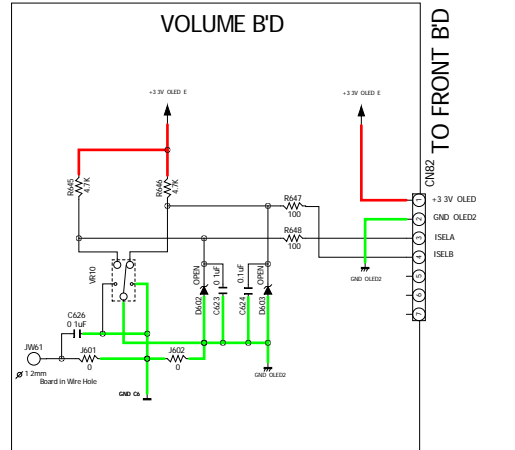 VOLUME B'D
TO FRONT B'D
+3 3V OLED E
+3 3V OLED E
CN82
R645
4.7K
R646
4.7K
R647
100
R648
100
1 +3 3V OLED
2 GND OLED2
3 ISELA
4 ISELB
5
6
7
VR10
D602
OPEN
C623
0 1uF
C624
0.1uF
D603
OPEN
GND OLED2
C626
0 1uF
JW61
J601
0
J602
0
ø 1 2mm
Board in Wire Hole
GND C6
GND OLED2